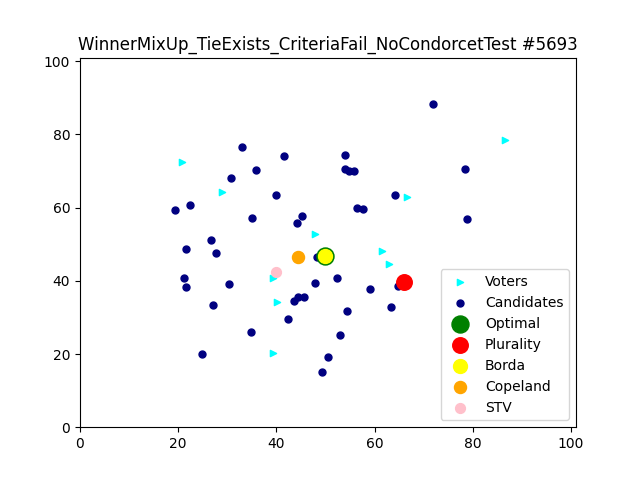 WinnerMixUp_TieExists_CriteriaFail_NoCondorcetTest #5693
100
80
60
40
20
0
0 20 40 60 80 100
Voters
Candidates
Optimal
Plurality
Borda
Copeland
STV